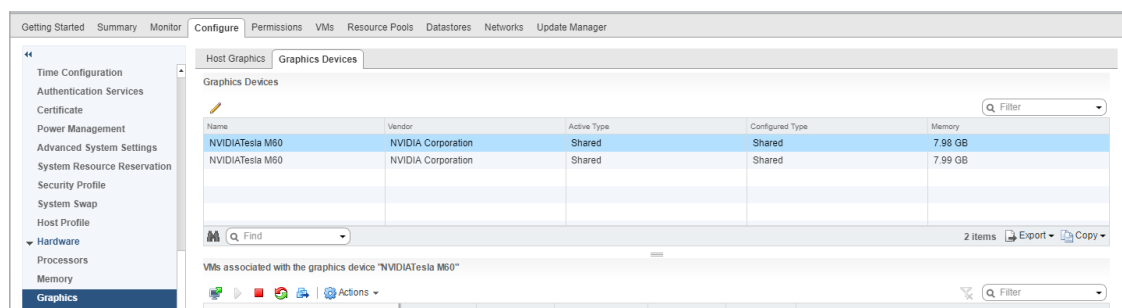 Getting Started Summary Monitor Configure Permissions VMs Resource Pools Datastores Networks Update Manager
Time Configuration
Authentication Services
Certificate
Power Management
Advanced System Settings
System Resource Reservation
Security Profile
System Swap
Host Profile
Hardware
Processors
Memory
Graphics
Host Graphics Graphics Devices
Graphics Devices
Filter
Name Vendor Active Type Configured Type Memory
NVIDIATesla M60 NVIDIA Corporation Shared Shared 7.98 GB
NVIDIATesla M60 NVIDIA Corporation Shared Shared 7.99 GB
Find 2 items Export Copy
VMs associated with the graphics device "NVIDIATesla M60"
Actions Filter